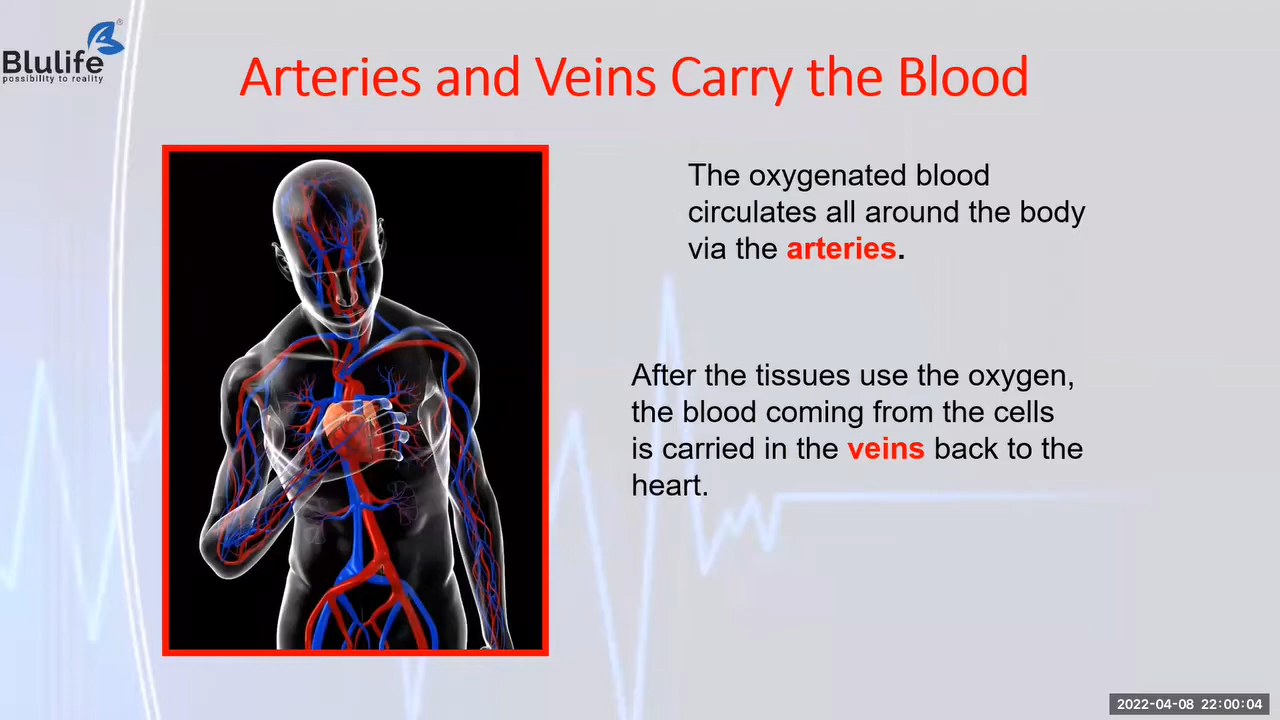 Blulife®
possibility to reality
Arteries and Veins Carry the Blood
The oxygenated blood
circulates all around the body
via the arteries.
After the tissues use the oxygen,
the blood coming from the cells
is carried in the veins back to the
heart.
2022-04-08 22:00:04